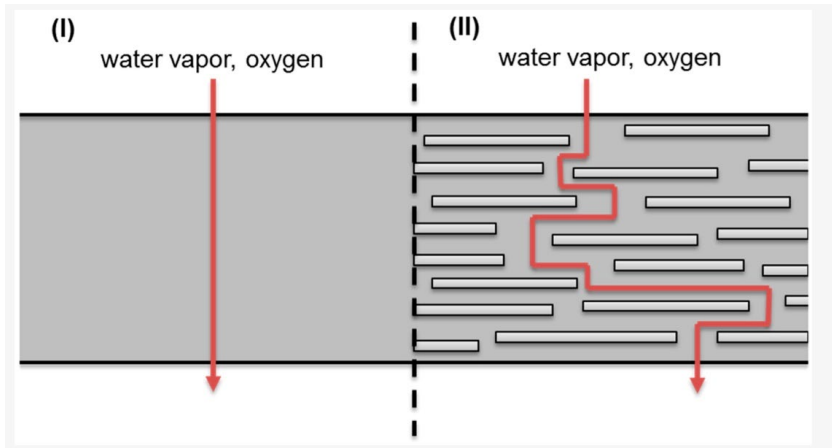 (I)
water vapor, oxygen
(II)
water vapor, oxygen